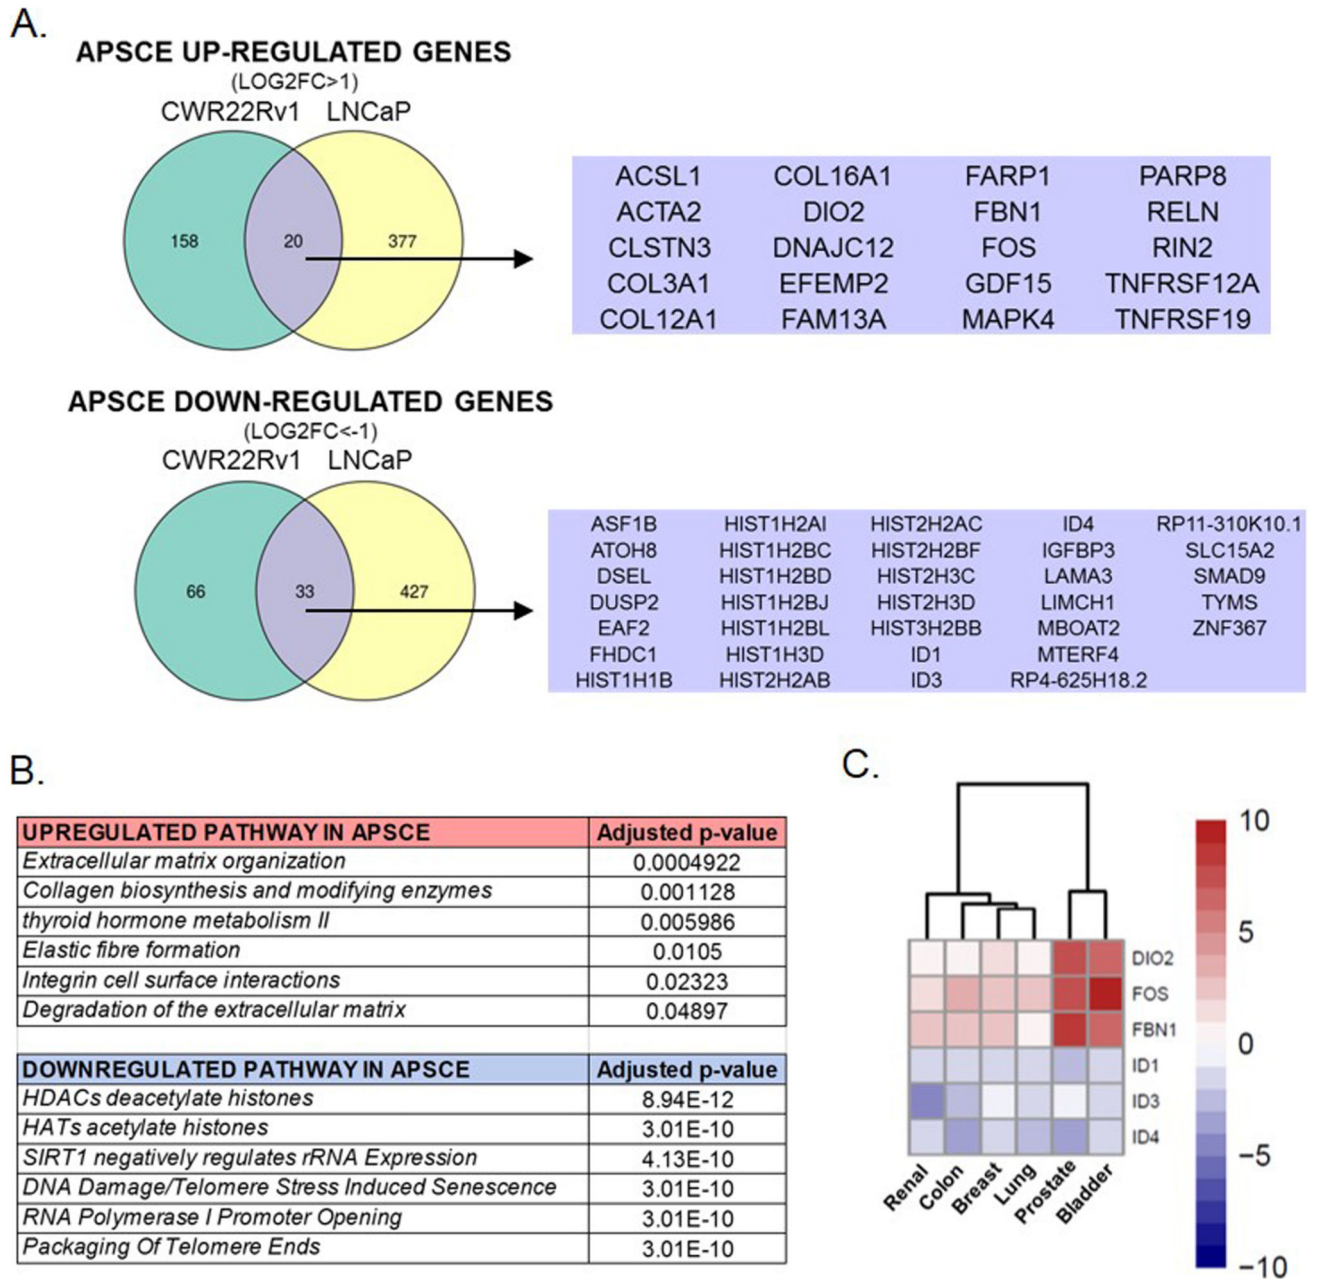 A.
APSCE UP-REGULATED GENES
(LOG2FC>1)
CWR22Rv1 LNCaP
158 20 377
ACSL1 COL16A1 FARP1 PARP8
ACTA2 DIO2 FBN1 RELN
CLSTN3 DNAJC12 FOS RIN2
COL3A1 EFEMP2 GDF15 TNFRSF12A
COL12A1 FAM13A MAPK4 TNFRSF19
APSCE DOWN-REGULATED GENES
(LOG2FC<-1)
CWR22Rv1 LNCaP
66 33 427
ASF1B HIST1H2AI HIST2H2AC ID4 RP11-310K10.1
ATOH8 HIST1H2BC HIST2H2BF IGFBP3 SLC15A2
DSEL HIST1H2BD HIST2H3C LAMA3 SMAD9
DUSP2 HIST1H2BJ HIST2H3D LIMCH1 TYMS
EAF2 HIST1H2BL HIST3H2BB MBOAT2 ZNF367
FHDC1 HIST1H3D ID1 MTERF4
HIST1H1B HIST2H2AB ID3 RP4-625H18.2
B.
UPREGULATED PATHWAY IN APSCE Adjusted p-value
Extracellular matrix organization 0.0004922
Collagen biosynthesis and modifying enzymes 0.001128
thyroid hormone metabolism II 0.005986
Elastic fibre formation 0.0105
Integrin cell surface interactions 0.02323
Degradation of the extracellular matrix 0.04897
DOWNREGULATED PATHWAY IN APSCE Adjusted p-value
HDACs deacetylate histones 8.94E-12
HATs acetylate histones 3.01E-10
SIRT1 negatively regulates rRNA Expression 4.13E-10
DNA Damage/Telomere Stress Induced Senescence 3.01E-10
RNA Polymerase I Promoter Opening 3.01E-10
Packaging Of Telomere Ends 3.01E-10
C.
DIO2
FOS
FBN1
ID1
ID3
ID4
Renal Colon Breast Lung Prostate Bladder
10
5
0
−5
−10